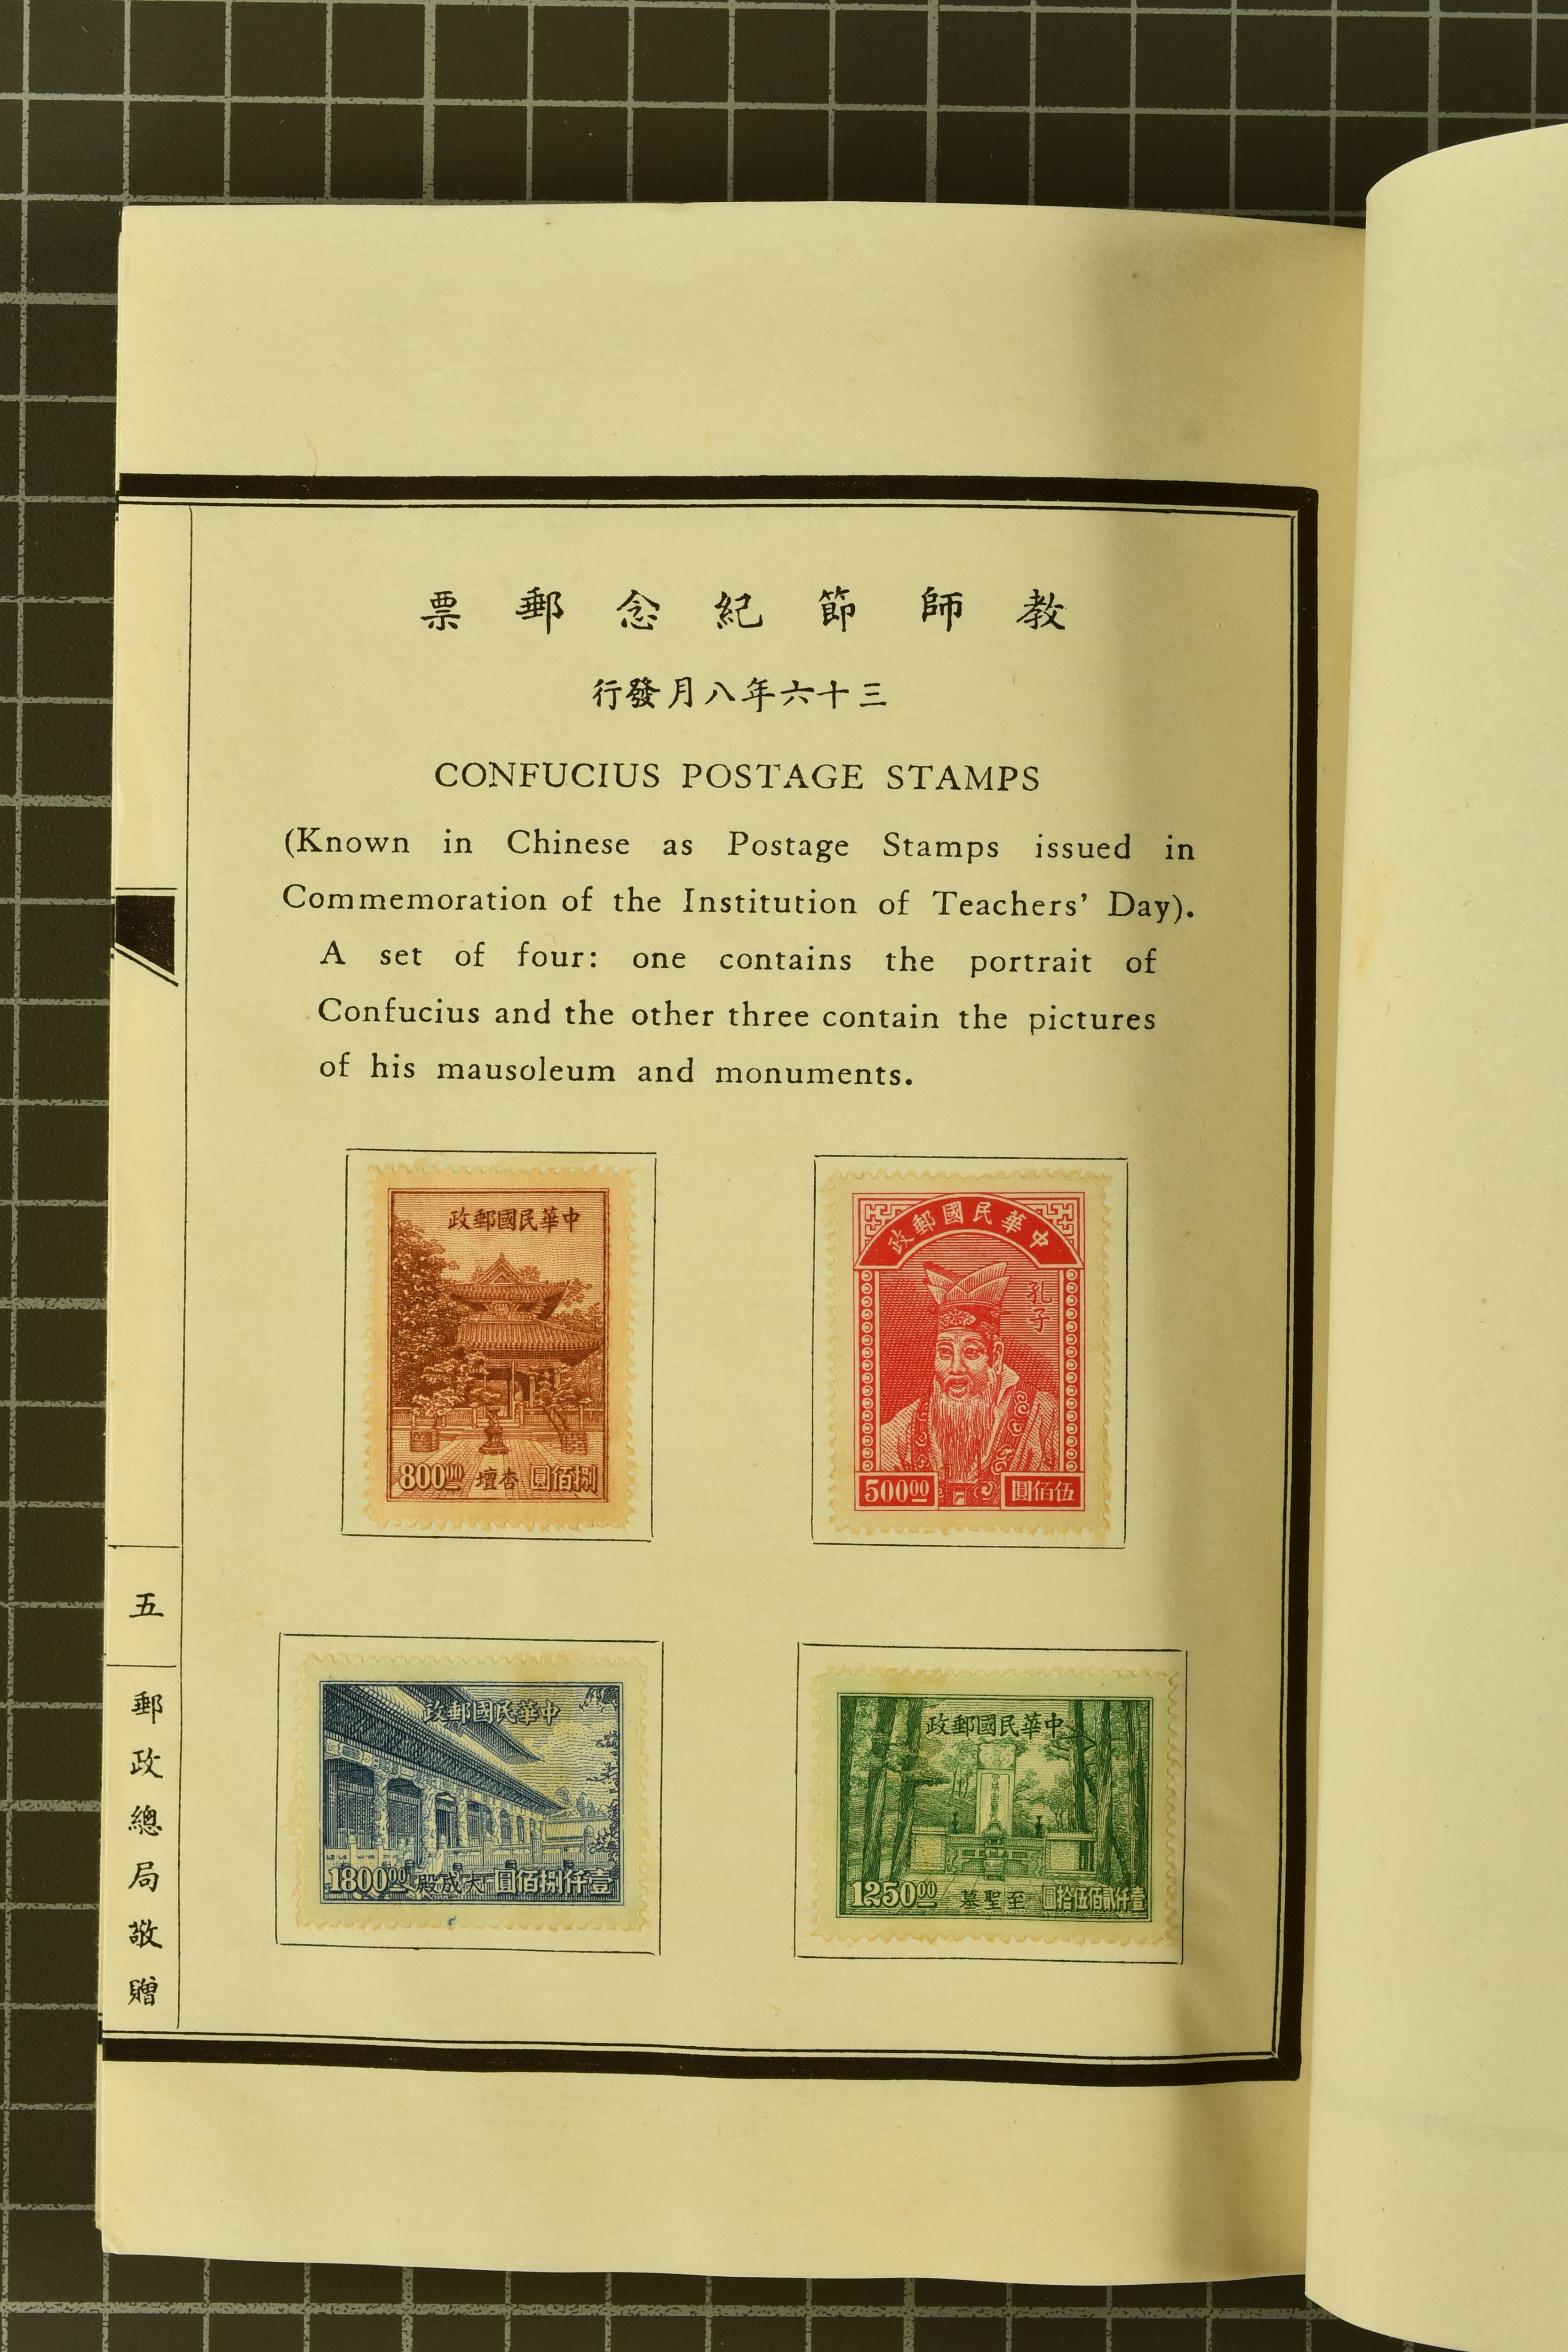 教師節紀念郵票
三十六年八月發行
CONFUCIUS POSTAGE STAMPS
(Known in Chinese as Postage Stamps issued in
Commemoration of the Institution of Teachers' Day).
A set of four: one contains the portrait of
Confucius and the other three contain the pictures
of his mausoleum and monuments.
中華民國郵政
800.00 杏壇 捌佰圓
中華民國郵政
孔子
500.00 伍佰圓
中華民國郵政
1800.00 大成殿 壹仟捌佰圓
中華民國郵政
1250.00 至聖墓 壹仟貳佰伍拾圓
五
郵政總局敬贈